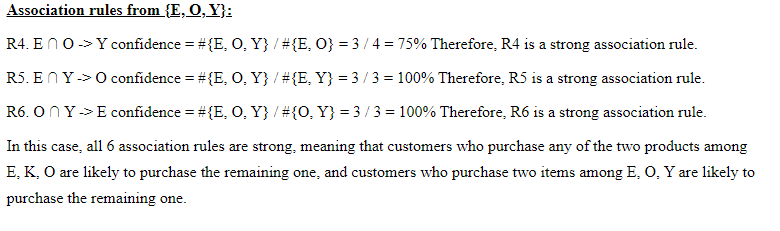 Association rules from {E, O, Y}:
R4. E ∩ O -> Y confidence = #{E, O, Y} / #{E, O} = 3 / 4 = 75% Therefore, R4 is a strong association rule.
R5. E ∩ Y -> O confidence = #{E, O, Y} / #{E, Y} = 3 / 3 = 100% Therefore, R5 is a strong association rule.
R6. O ∩ Y -> E confidence = #{E, O, Y} / #{O, Y} = 3 / 3 = 100% Therefore, R6 is a strong association rule.
In this case, all 6 association rules are strong, meaning that customers who purchase any of the two products among
E, K, O are likely to purchase the remaining one, and customers who purchase two items among E, O, Y are likely to
purchase the remaining one.